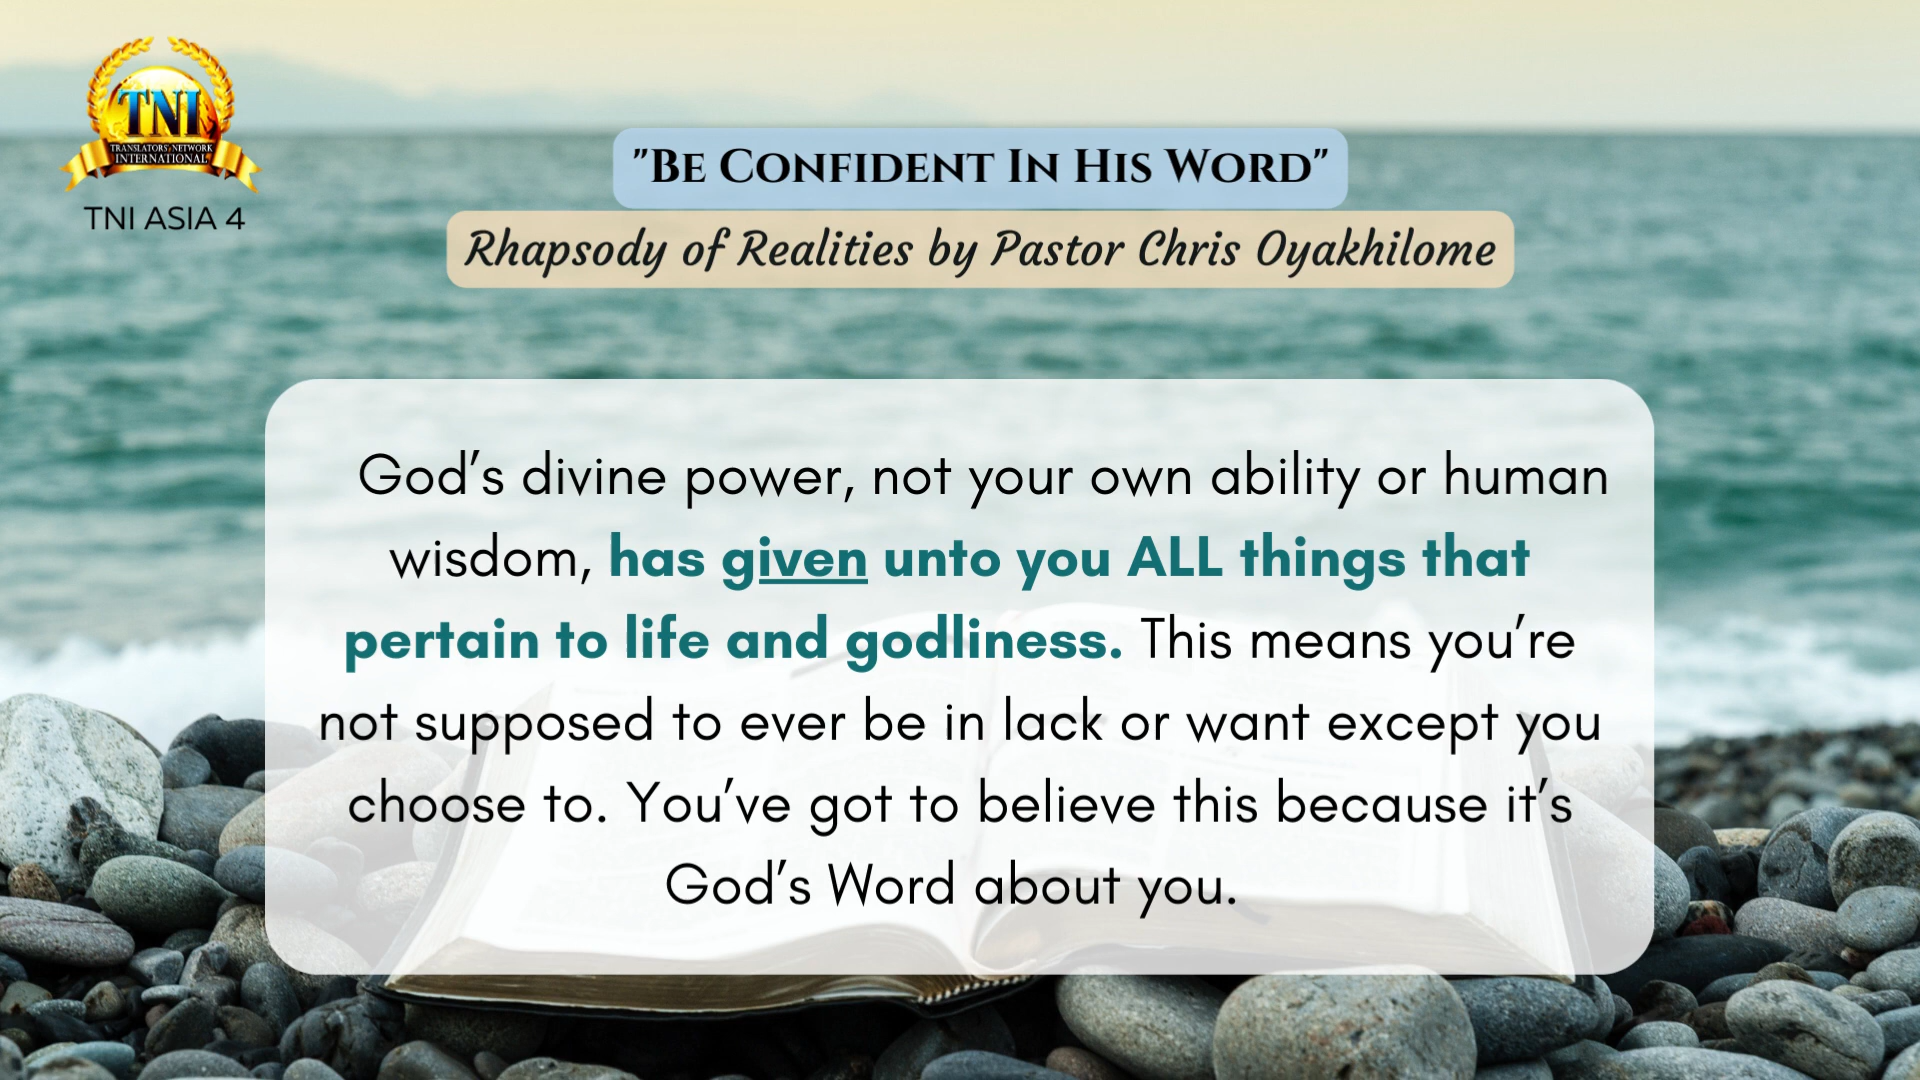 TNI
TRANSLATORS' NETWORK
INTERNATIONAL
TNI ASIA 4
"Be Confident In His Word"
Rhapsody of Realities by Pastor Chris Oyakhilome
God's divine power, not your own ability or human
wisdom, has given unto you ALL things that
pertain to life and godliness. This means you're
not supposed to ever be in lack or want except you
choose to. You've got to believe this because it's
God's Word about you.